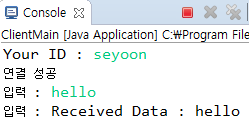 Console
ClientMain [Java Application] C:\Program File
Your ID : seyoon
연결 성공
입력 : hello
입력 : Received Data : hello